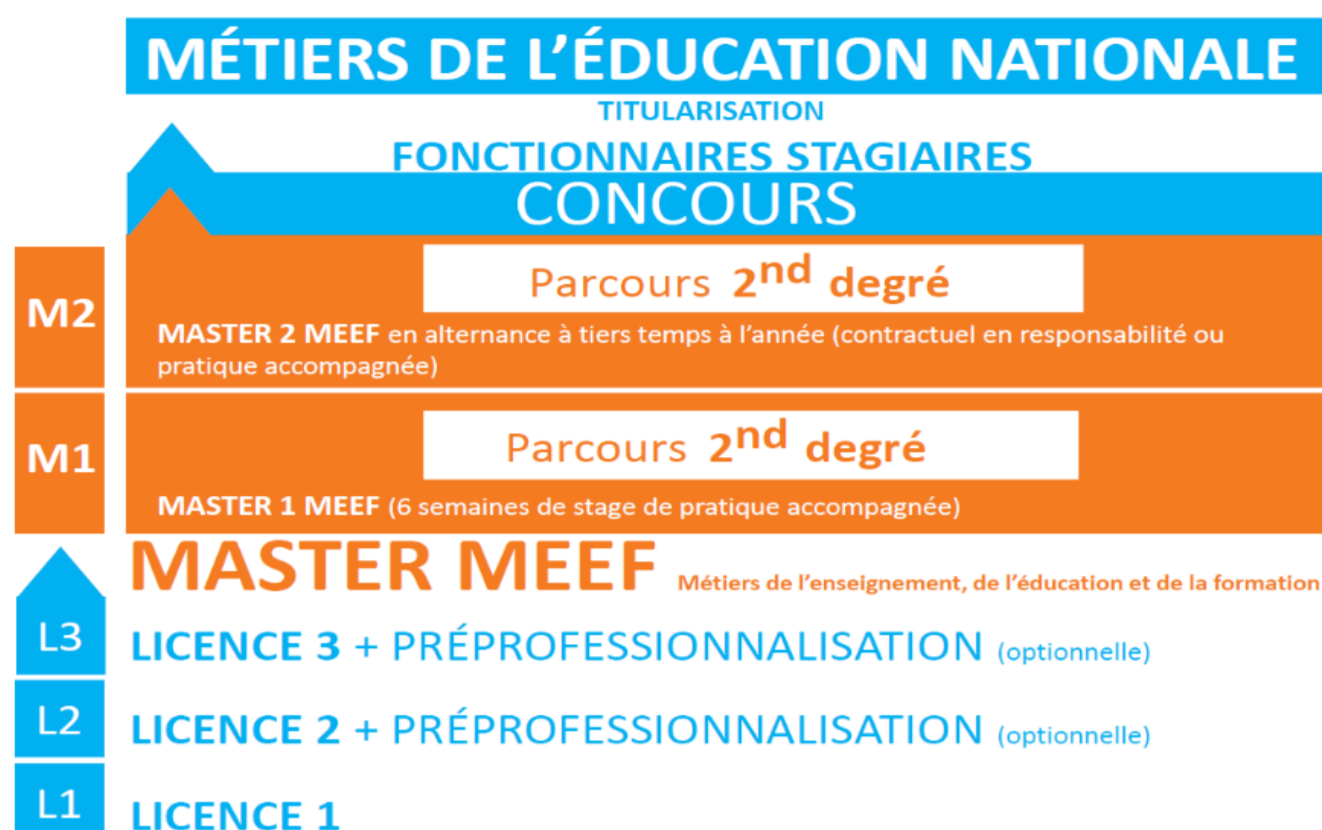 MÉTIERS DE L’ÉDUCATION NATIONALE
TITULARISATION
FONCTIONNAIRES STAGIAIRES
CONCOURS
M2
Parcours 2nd degré
MASTER 2 MEEF en alternance à tiers temps à l’année (contractuel en responsabilité ou
pratique accompagnée)
M1
Parcours 2nd degré
MASTER 1 MEEF (6 semaines de stage de pratique accompagnée)
MASTER MEEF Métiers de l’enseignement, de l’éducation et de la formation
L3
LICENCE 3 + PRÉPROFESSIONNALISATION (optionnelle)
L2
LICENCE 2 + PRÉPROFESSIONNALISATION (optionnelle)
L1
LICENCE 1